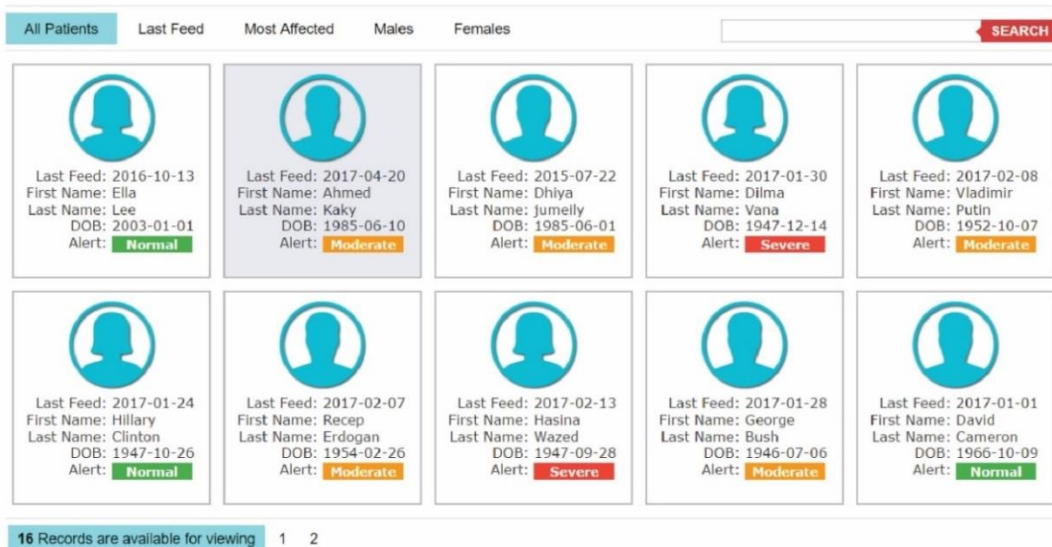 All Patients Last Feed Most Affected Males Females SEARCH
Last Feed: 2016-10-13
First Name: Ella
Last Name: Lee
DOB: 2003-01-01
Alert: Normal
Last Feed: 2017-04-20
First Name: Ahmed
Last Name: Kaky
DOB: 1985-06-10
Alert: Moderate
Last Feed: 2015-07-22
First Name: Dhiya
Last Name: jumeily
DOB: 1985-06-01
Alert: Moderate
Last Feed: 2017-01-30
First Name: Dilma
Last Name: Vana
DOB: 1947-12-14
Alert: Severe
Last Feed: 2017-02-08
First Name: Vladimir
Last Name: Putin
DOB: 1952-10-07
Alert: Moderate
Last Feed: 2017-01-24
First Name: Hillary
Last Name: Clinton
DOB: 1947-10-26
Alert: Normal
Last Feed: 2017-02-07
First Name: Recep
Last Name: Erdogan
DOB: 1954-02-26
Alert: Moderate
Last Feed: 2017-02-13
First Name: Hasina
Last Name: Wazed
DOB: 1947-09-28
Alert: Severe
Last Feed: 2017-01-28
First Name: George
Last Name: Bush
DOB: 1946-07-06
Alert: Moderate
Last Feed: 2017-01-01
First Name: David
Last Name: Cameron
DOB: 1966-10-09
Alert: Normal
16 Records are available for viewing 1 2